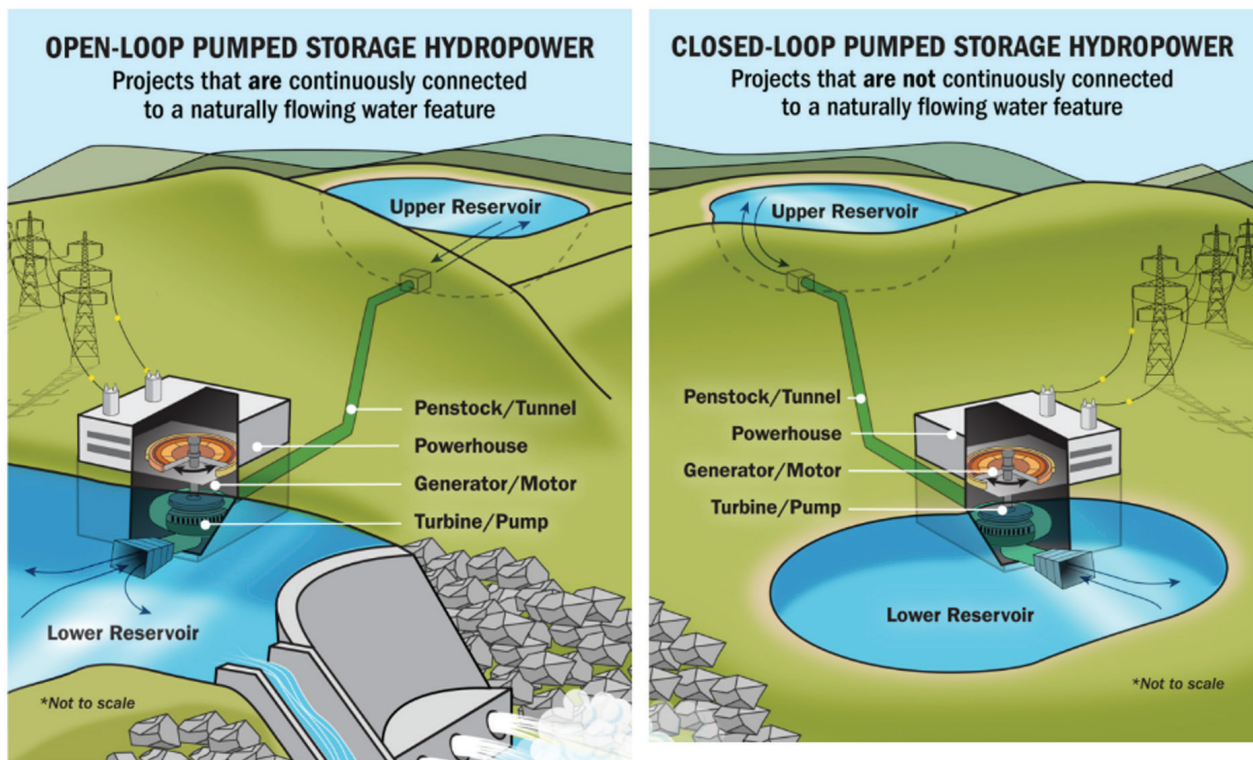 OPEN-LOOP PUMPED STORAGE HYDROPOWER
Projects that are continuously connected
to a naturally flowing water feature
Upper Reservoir
Penstock/Tunnel
Powerhouse
Generator/Motor
Turbine/Pump
Lower Reservoir
*Not to scale
CLOSED-LOOP PUMPED STORAGE HYDROPOWER
Projects that are not continuously connected
to a naturally flowing water feature
Upper Reservoir
Penstock/Tunnel
Powerhouse
Generator/Motor
Turbine/Pump
Lower Reservoir
*Not to scale